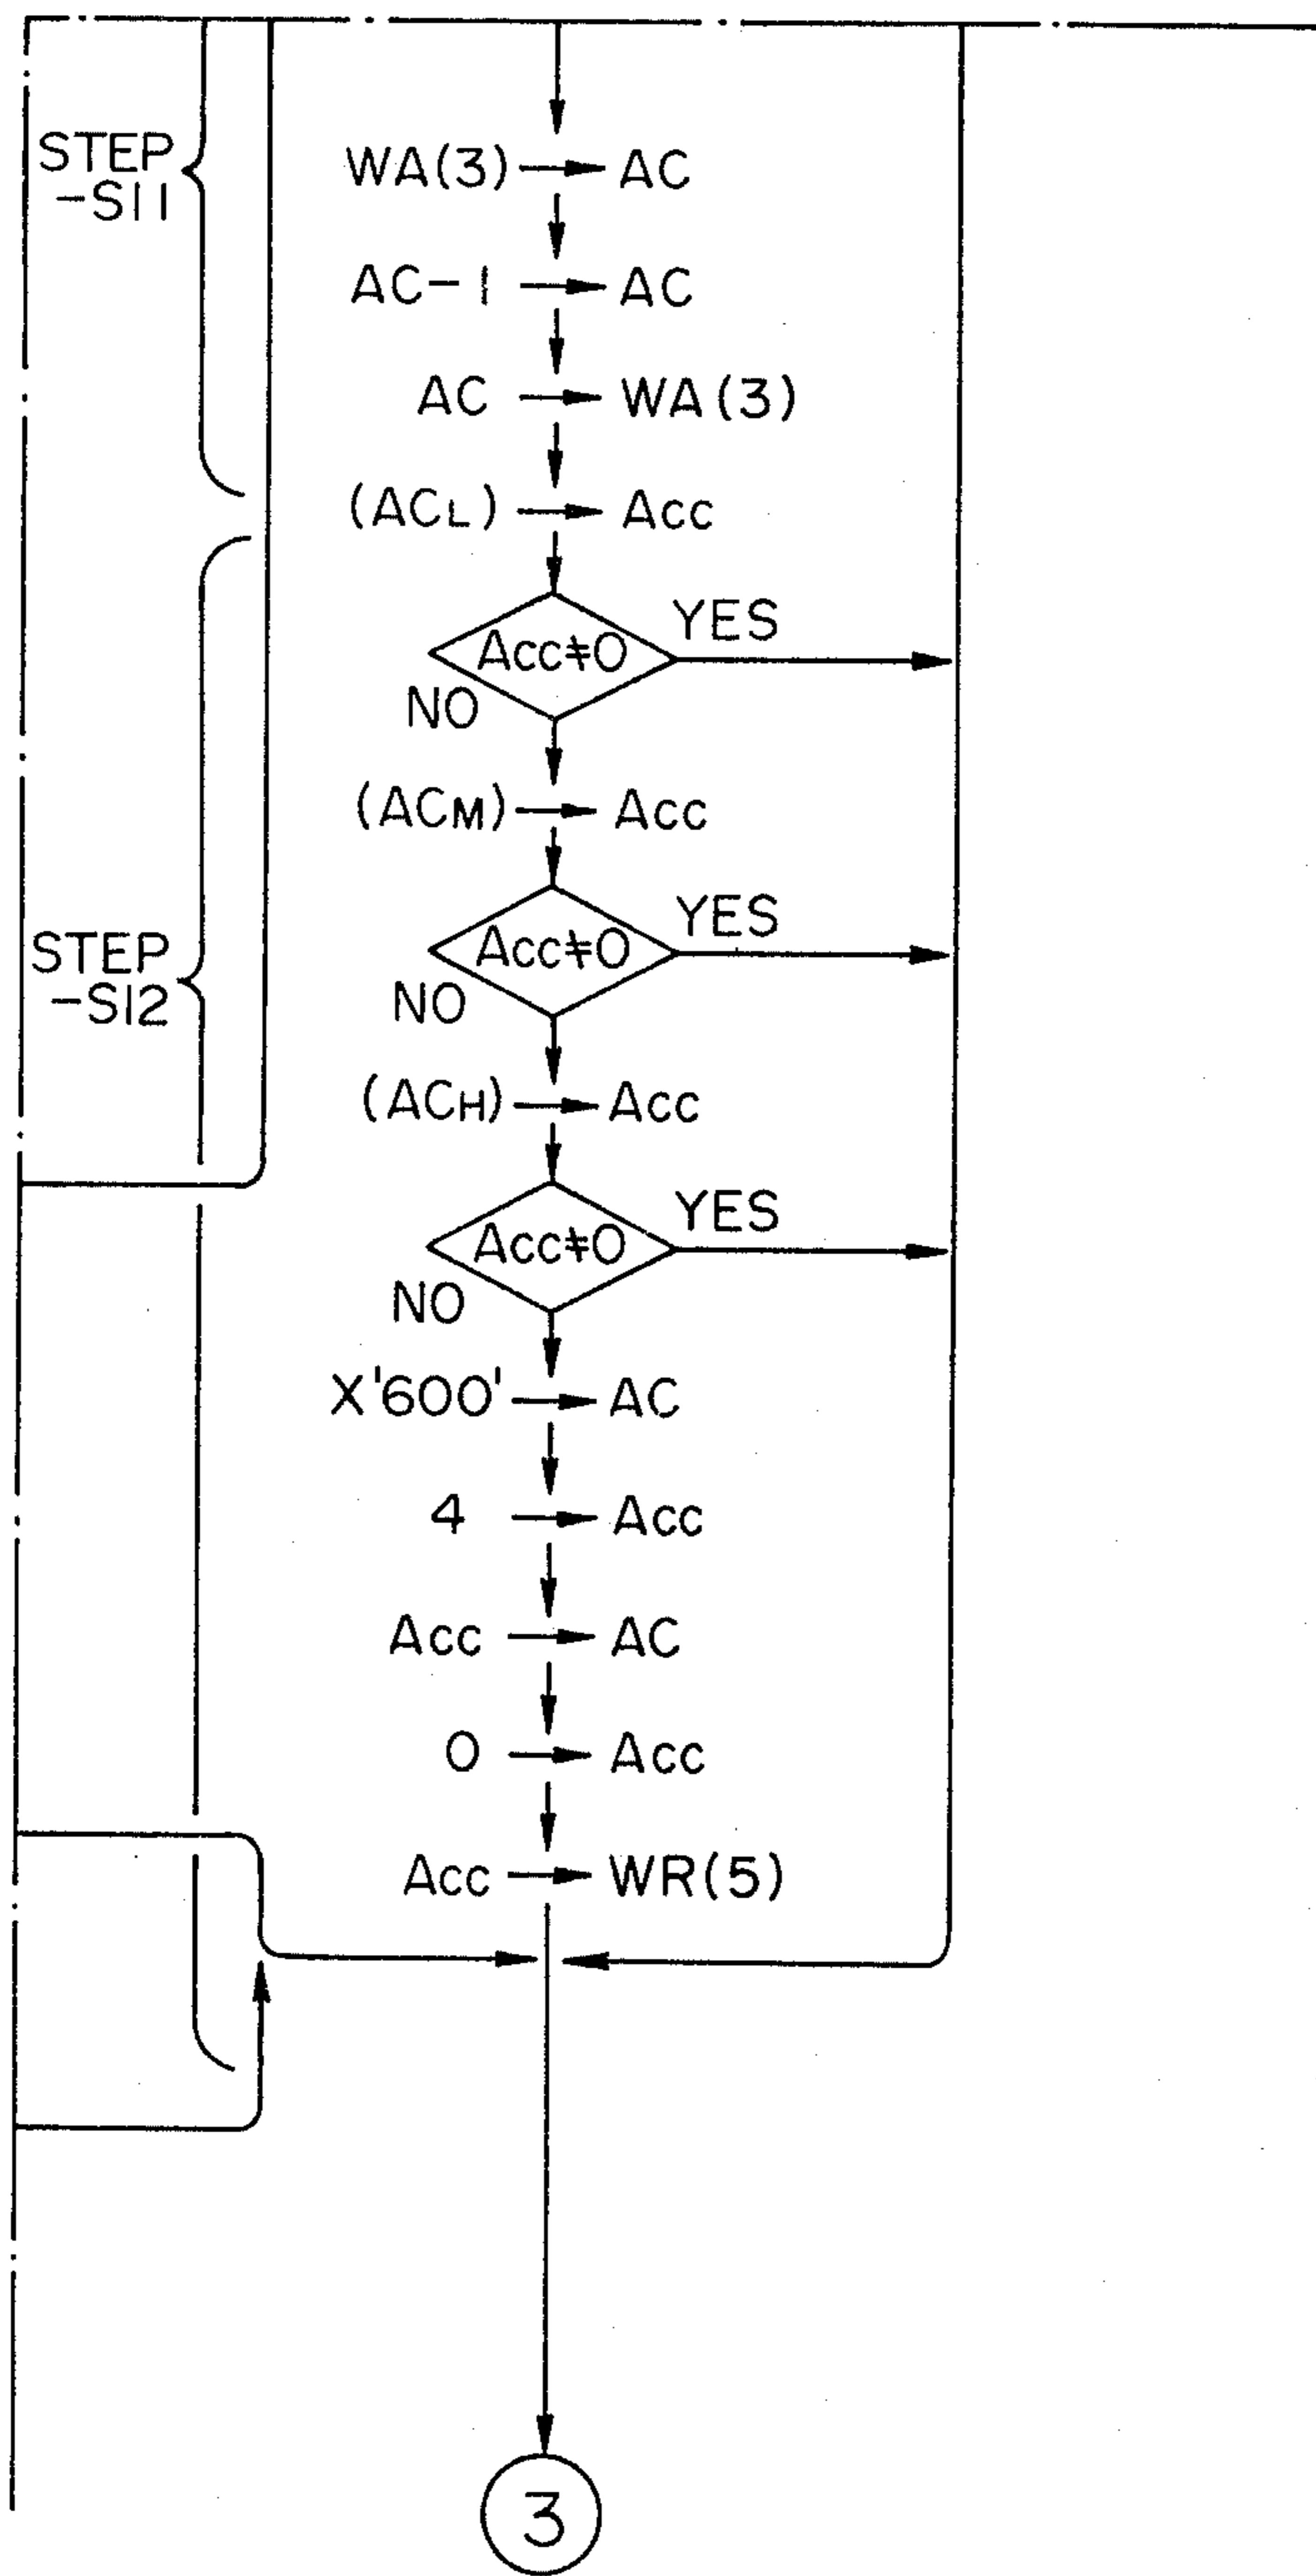 STEP
-S11
WA(3) → AC
AC-1 → AC
AC → WA(3)
(ACL) → Acc
Acc≠0
YES
NO
(ACM) → Acc
STEP
-S12
Acc≠0
YES
NO
(ACH) → Acc
Acc≠0
YES
NO
X'600' → AC
4 → Acc
Acc → AC
0 → Acc
Acc → WR(5)
3